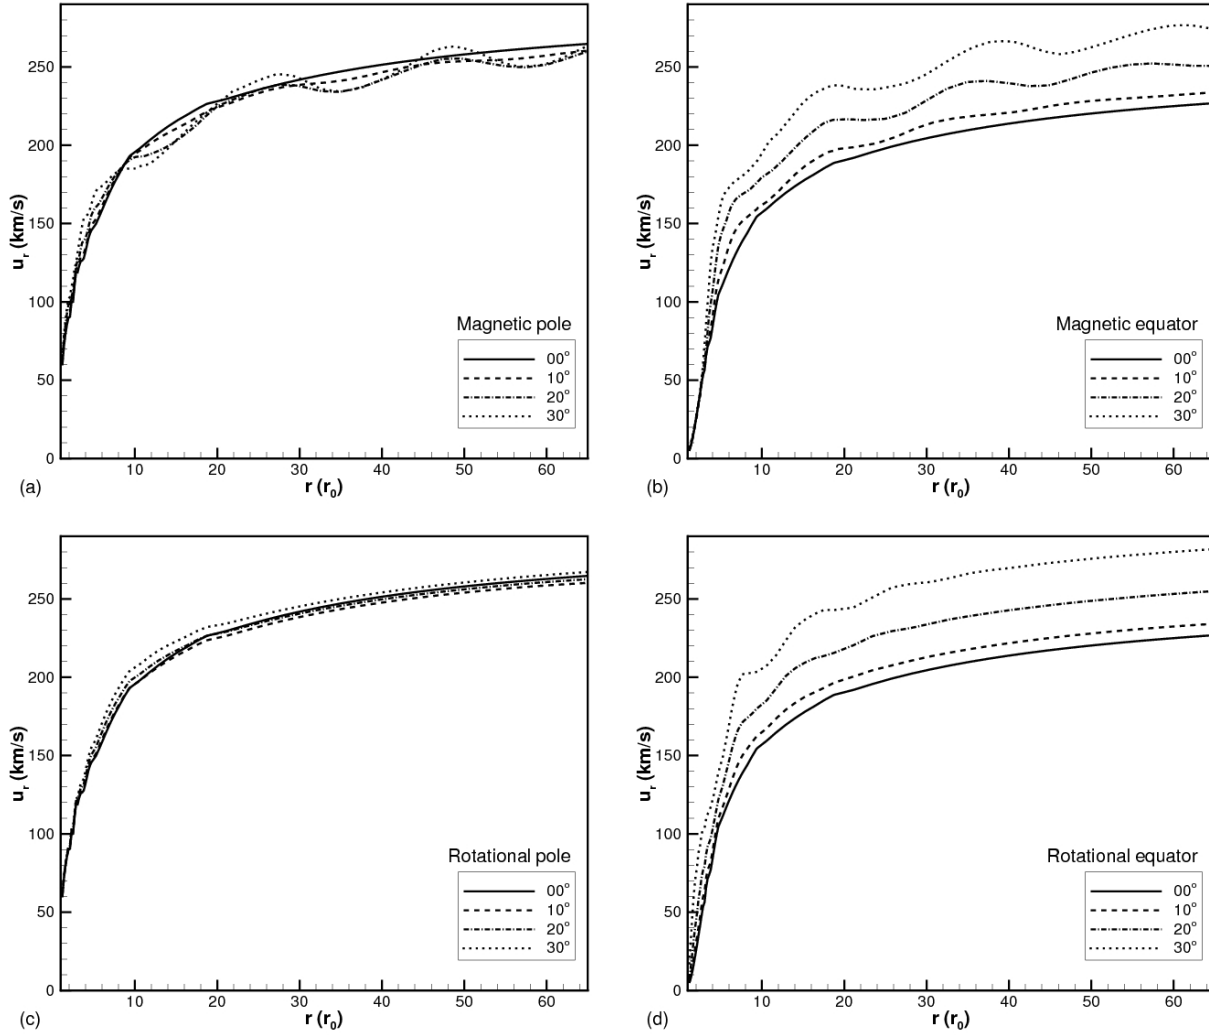 250
200
150
100
50
0
u_r (km/s)
Magnetic pole
00°
10°
20°
30°
10 20 30 40 50 60
r (r_0)
(a)
250
200
150
100
50
0
u_r (km/s)
Magnetic equator
00°
10°
20°
30°
10 20 30 40 50 60
r (r_0)
(b)
250
200
150
100
50
0
u_r (km/s)
Rotational pole
00°
10°
20°
30°
10 20 30 40 50 60
r (r_0)
(c)
250
200
150
100
50
0
u_r (km/s)
Rotational equator
00°
10°
20°
30°
10 20 30 40 50 60
r (r_0)
(d)